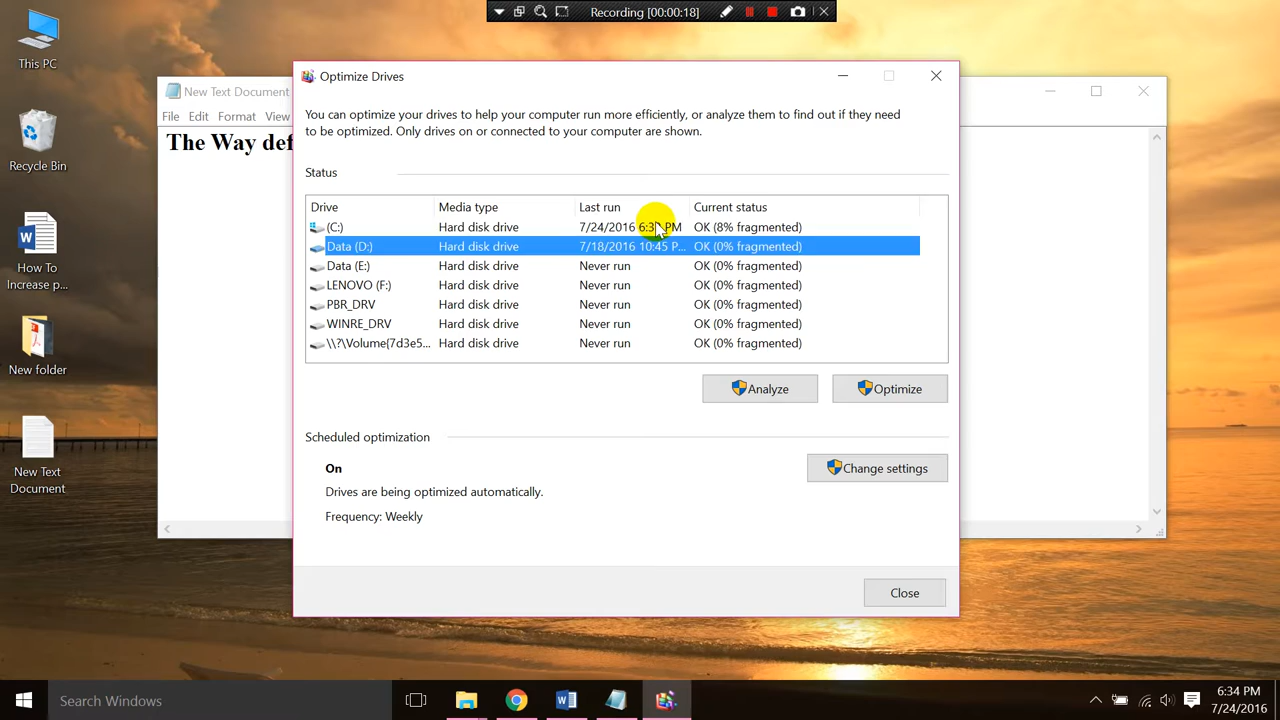 Recording [00:00:18]
This PC
Recycle Bin
How To
Increase p...
New folder
New Text
Document
New Text Document
File Edit Format View
The Way def
Optimize Drives
You can optimize your drives to help your computer run more efficiently, or analyze them to find out if they need
to be optimized. Only drives on or connected to your computer are shown.
Status
Drive Media type Last run Current status
(C:) Hard disk drive 7/24/2016 PM OK (8% fragmented)
Data (D:) Hard disk drive 7/18/2016 10:45 P... OK (0% fragmented)
Data (E:) Hard disk drive Never run OK (0% fragmented)
LENOVO (F:) Hard disk drive Never run OK (0% fragmented)
PBR_DRV Hard disk drive Never run OK (0% fragmented)
WINRE_DRV Hard disk drive Never run OK (0% fragmented)
\\?\Volume{7d3e5... Hard disk drive Never run OK (0% fragmented)
Analyze Optimize
Scheduled optimization
On
Change settings
Drives are being optimized automatically.
Frequency: Weekly
Close
Search Windows
6:34 PM
7/24/2016